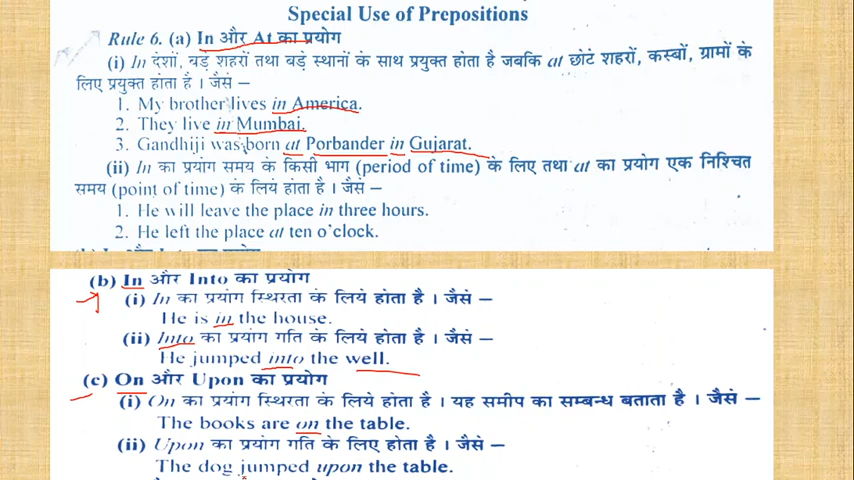 Special Use of Prepositions
Rule 6. (a) In और At का प्रयोग
(i) In देशों, बड़े शहरों तथा बड़े स्थानों के साथ प्रयुक्त होता है जबकि at छोटे शहरों, कस्बों, ग्रामों के
लिए प्रयुक्त होता है । जैसे –
1. My brother lives in America.
2. They live in Mumbai.
3. Gandhiji was born at Porbander in Gujarat.
(ii) In का प्रयोग समय के किसी भाग (period of time) के लिए तथा at का प्रयोग एक निश्चित
समय (point of time) के लिये होता है । जैसे –
1. He will leave the place in three hours.
2. He left the place at ten o'clock.
(b) In और Into का प्रयोग
(i) In का प्रयोग स्थिरता के लिये होता है । जैसे –
He is in the house.
(ii) Into का प्रयोग गति के लिये होता है । जैसे –
He jumped into the well.
(c) On और Upon का प्रयोग
(i) On का प्रयोग स्थिरता के लिये होता है । यह समीप का सम्बन्ध बताता है । जैसे –
The books are on the table.
(ii) Upon का प्रयोग गति के लिए होता है । जैसे –
The dog jumped upon the table.